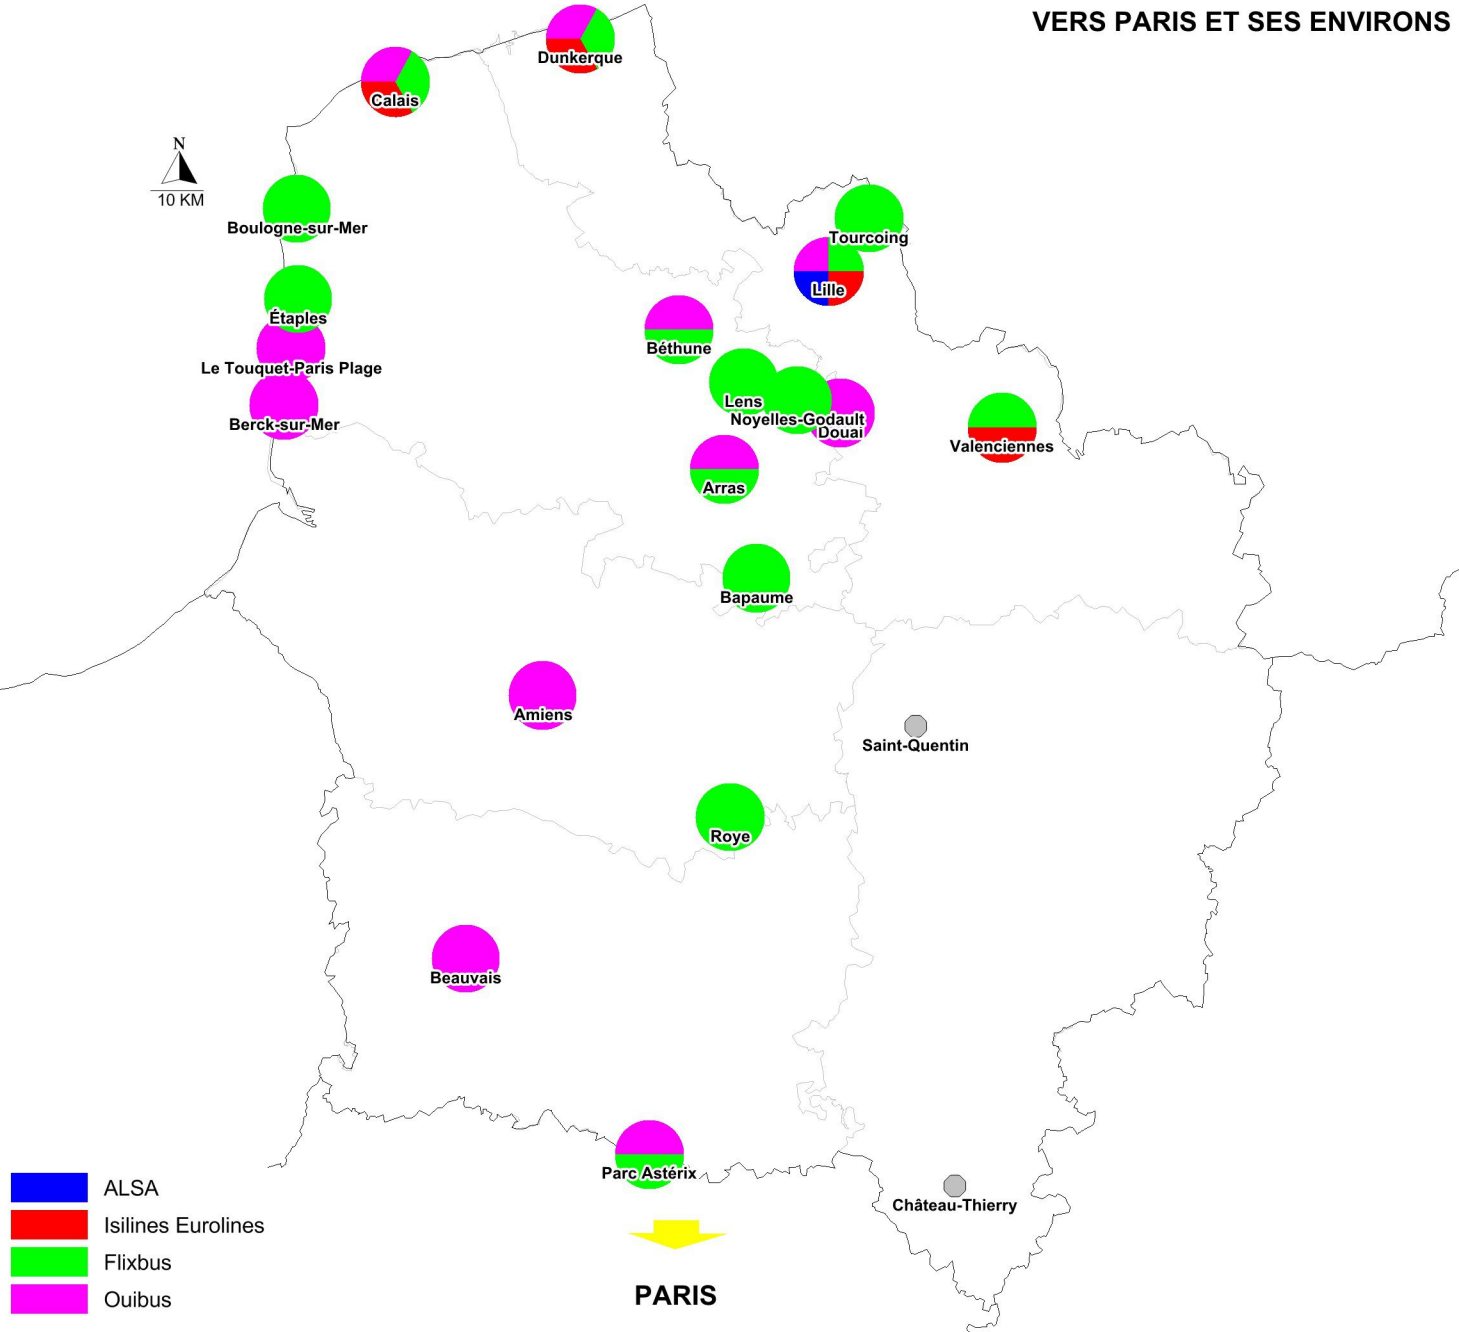 VERS PARIS ET SES ENVIRONS
Dunkerque
Calais
N
10 KM
Boulogne-sur-Mer
Tourcoing
Lille
Étaples
Béthune
Le Touquet-Paris Plage
Lens
Noyelles-Godault
Berck-sur-Mer
Douai
Valenciennes
Arras
Bapaume
Amiens
Saint-Quentin
Roye
Beauvais
Parc Astérix
Château-Thierry
ALSA
Isilines Eurolines
Flixbus
Ouibus
PARIS